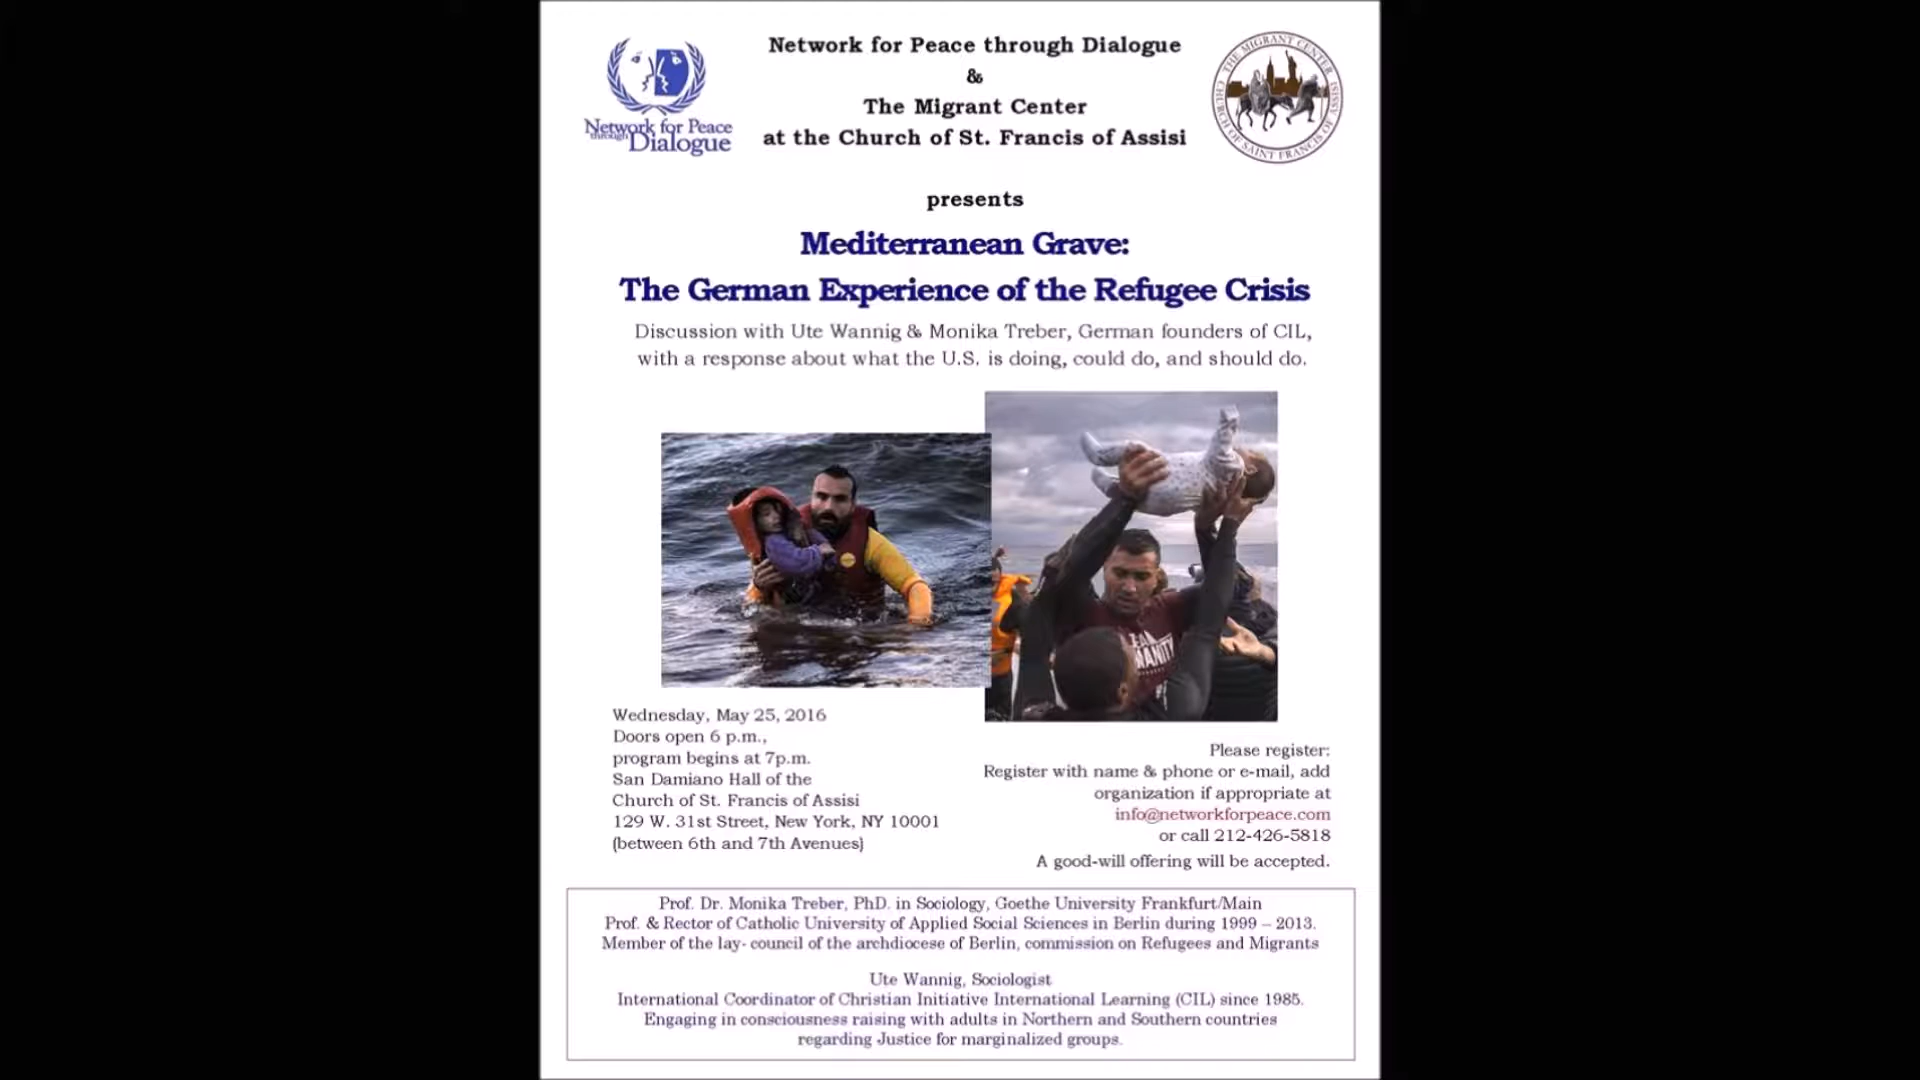 Network for Peace
through Dialogue
Network for Peace through Dialogue
&
The Migrant Center
at the Church of St. Francis of Assisi
THE MIGRANT CENTER
CHURCH OF SAINT FRANCIS OF ASSISI
presents
Mediterranean Grave:
The German Experience of the Refugee Crisis
Discussion with Ute Wannig & Monika Treber, German founders of CIL,
with a response about what the U.S. is doing, could do, and should do.
Wednesday, May 25, 2016
Doors open 6 p.m.,
program begins at 7p.m.
San Damiano Hall of the
Church of St. Francis of Assisi
129 W. 31st Street, New York, NY 10001
(between 6th and 7th Avenues)
Please register:
Register with name & phone or e-mail, add
organization if appropriate at
info@networkforpeace.com
or call 212-426-5818
A good-will offering will be accepted.
Prof. Dr. Monika Treber, PhD. in Sociology, Goethe University Frankfurt/Main
Prof. & Rector of Catholic University of Applied Social Sciences in Berlin during 1999 – 2013.
Member of the lay- council of the archdiocese of Berlin, commission on Refugees and Migrants
Ute Wannig, Sociologist
International Coordinator of Christian Initiative International Learning (CIL) since 1985.
Engaging in consciousness raising with adults in Northern and Southern countries
regarding Justice for marginalized groups.